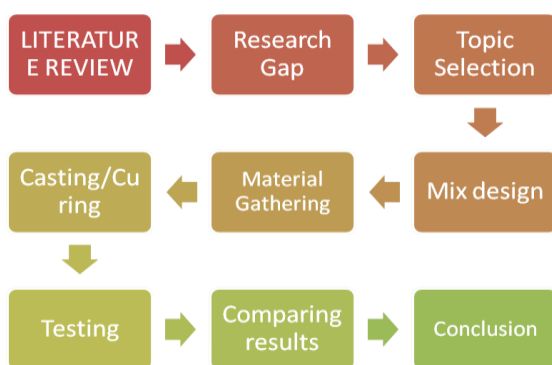 LITERATUR
E REVIEW
Research
Gap
Topic
Selection
Mix design
Material
Gathering
Casting/Cu
ring
Testing
Comparing
results
Conclusion